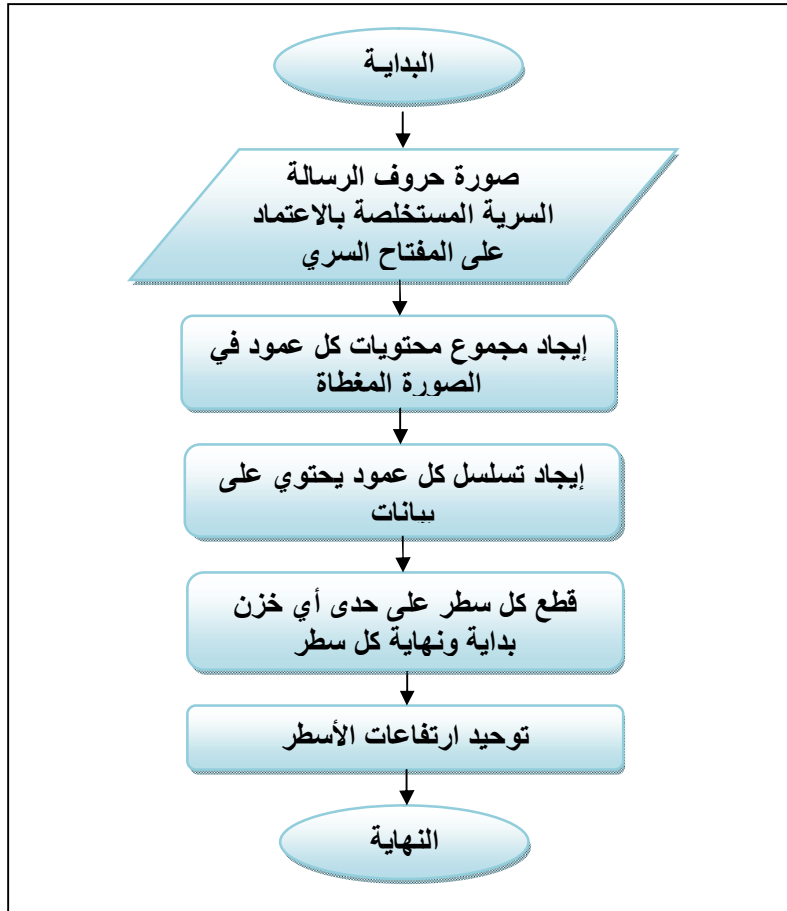 البدايـة
صورة حروف الرسالة
السرية المستخلصة بالاعتماد
على المفتاح السري
إيجاد مجموع محتويات كل عمود في
الصورة المغطاة
إيجاد تسلسل كل عمود يحتوي على
بيانات
قطع كل سطر على حدى أي خزن
بداية ونهاية كل سطر
توحيد ارتفاعات الأسطر
النهاية